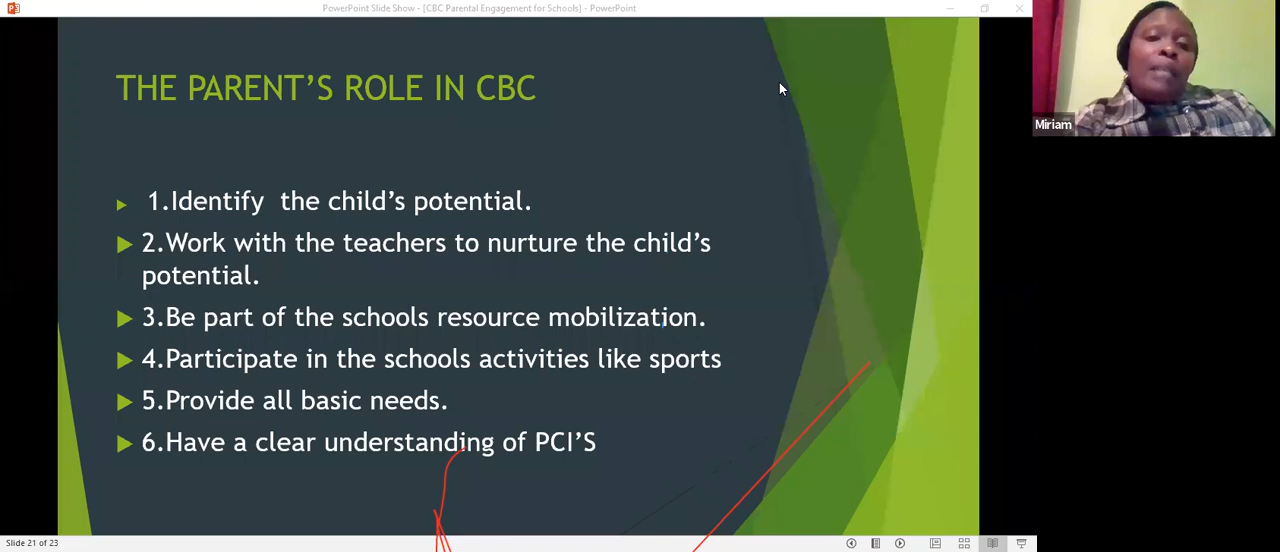 PowerPoint Slide Show - [CBC Parental Engagement for Schools] - PowerPoint
THE PARENT’S ROLE IN CBC
1.Identify the child’s potential.
2.Work with the teachers to nurture the child’s
potential.
3.Be part of the schools resource mobilization.
4.Participate in the schools activities like sports
5.Provide all basic needs.
6.Have a clear understanding of PCI’S
Miriam
Slide 21 of 23